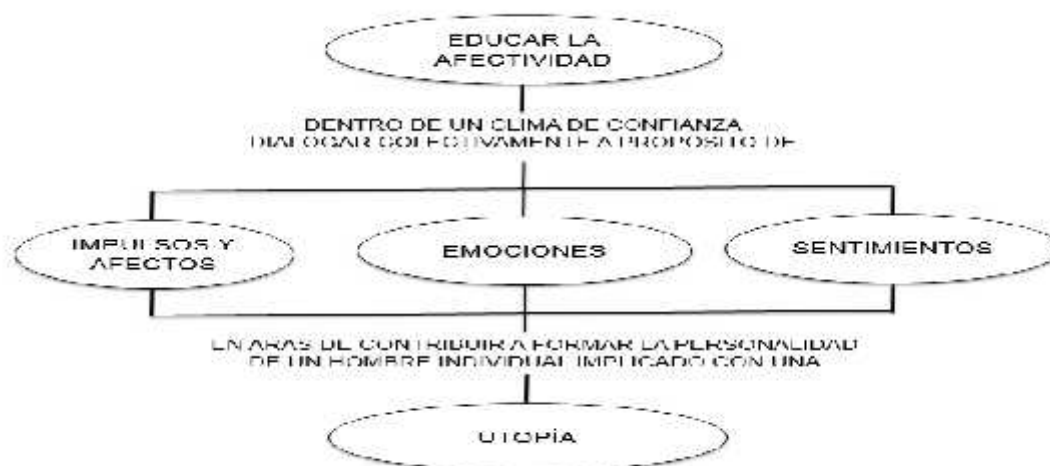 EDUCAR LA
AFECTIVIDAD
DENTRO DE UN CLIMA DE CONFIANZA
DIALOGAR COLECTIVAMENTE A PROPÓSITO DE
IMPULSOS Y
AFECTOS
EMOCIONES
SENTIMIENTOS
EN ARAS DE CONTRIBUIR A FORMAR LA PERSONALIDAD
DE UN HOMBRE INDIVIDUAL IMPLICADO CON UNA
UTOPÍA